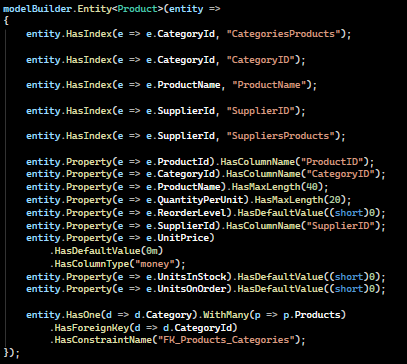 modelBuilder.Entity<Product>(entity =>
{
    entity.HasIndex(e => e.CategoryId, "CategoriesProducts");

    entity.HasIndex(e => e.CategoryId, "CategoryID");

    entity.HasIndex(e => e.ProductName, "ProductName");

    entity.HasIndex(e => e.SupplierId, "SupplierID");

    entity.HasIndex(e => e.SupplierId, "SuppliersProducts");

    entity.Property(e => e.ProductId).HasColumnName("ProductID");
    entity.Property(e => e.CategoryId).HasColumnName("CategoryID");
    entity.Property(e => e.ProductName).HasMaxLength(40);
    entity.Property(e => e.QuantityPerUnit).HasMaxLength(20);
    entity.Property(e => e.ReorderLevel).HasDefaultValue((short)0);
    entity.Property(e => e.SupplierId).HasColumnName("SupplierID");
    entity.Property(e => e.UnitPrice)
        .HasDefaultValue(0m)
        .HasColumnType("money");
    entity.Property(e => e.UnitsInStock).HasDefaultValue((short)0);
    entity.Property(e => e.UnitsOnOrder).HasDefaultValue((short)0);

    entity.HasOne(d => d.Category).WithMany(p => p.Products)
        .HasForeignKey(d => d.CategoryId)
        .HasConstraintName("FK_Products_Categories");
});